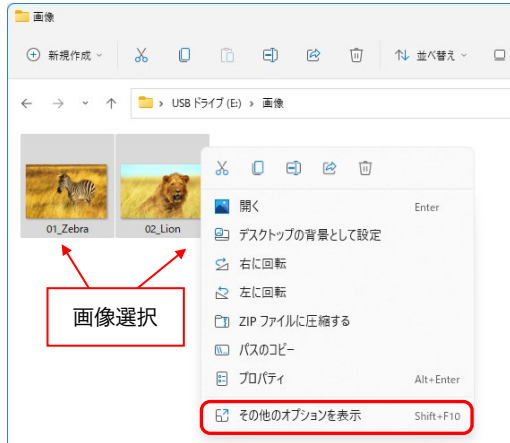 画像
新規作成
並べ替え
USB ドライブ (E:) › 画像
01_Zebra
02_Lion
画像選択
開く Enter
デスクトップの背景として設定
右に回転
左に回転
ZIP ファイルに圧縮する
パスのコピー
プロパティ Alt+Enter
その他のオプションを表示 Shift+F10